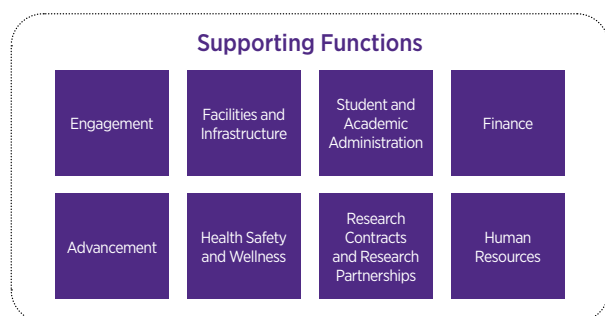 Supporting Functions
Engagement
Facilities and
Infrastructure
Student and
Academic
Administration
Finance
Advancement
Health Safety
and Wellness
Research
Contracts
and Research
Partnerships
Human
Resources